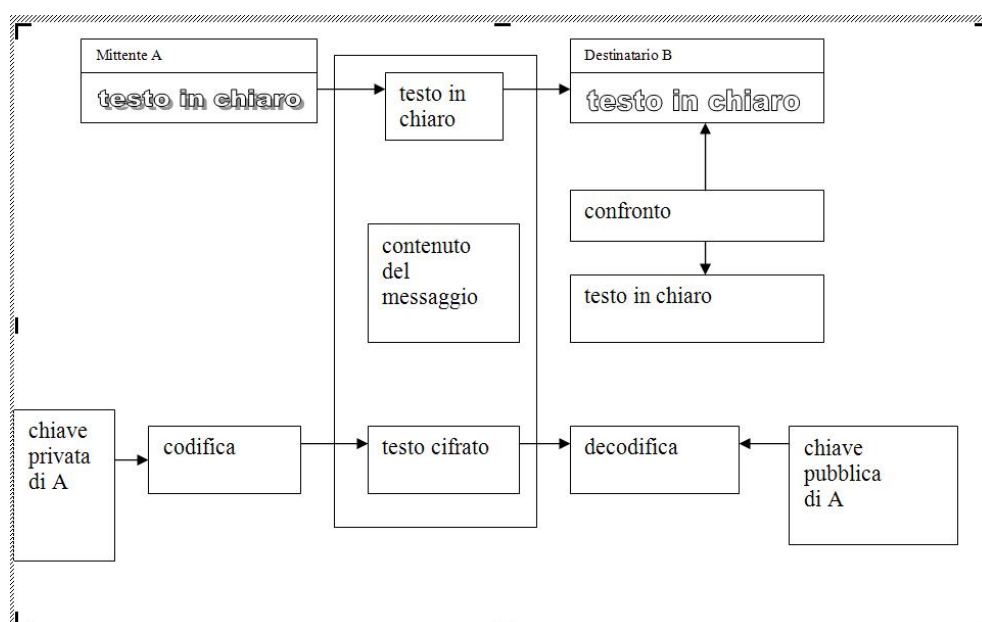 Mittente A
testo in chiaro
testo in
chiaro
Destinatario B
testo in chiaro
confronto
contenuto
del
messaggio
testo in chiaro
chiave
privata
di A
codifica
testo cifrato
decodifica
chiave
pubblica
di A